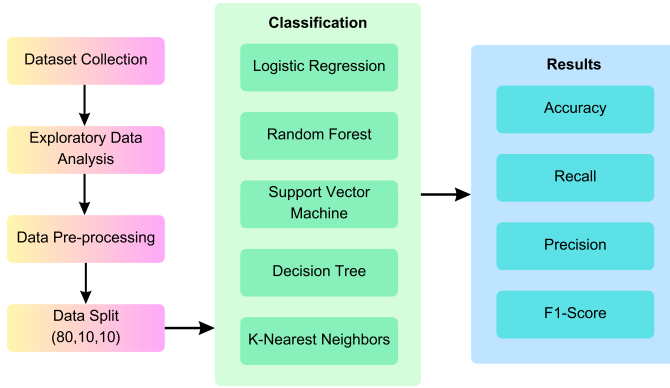 Dataset Collection
Exploratory Data
Analysis
Data Pre-processing
Data Split
(80,10,10)
Classification
Logistic Regression
Random Forest
Support Vector
Machine
Decision Tree
K-Nearest Neighbors
Results
Accuracy
Recall
Precision
F1-Score